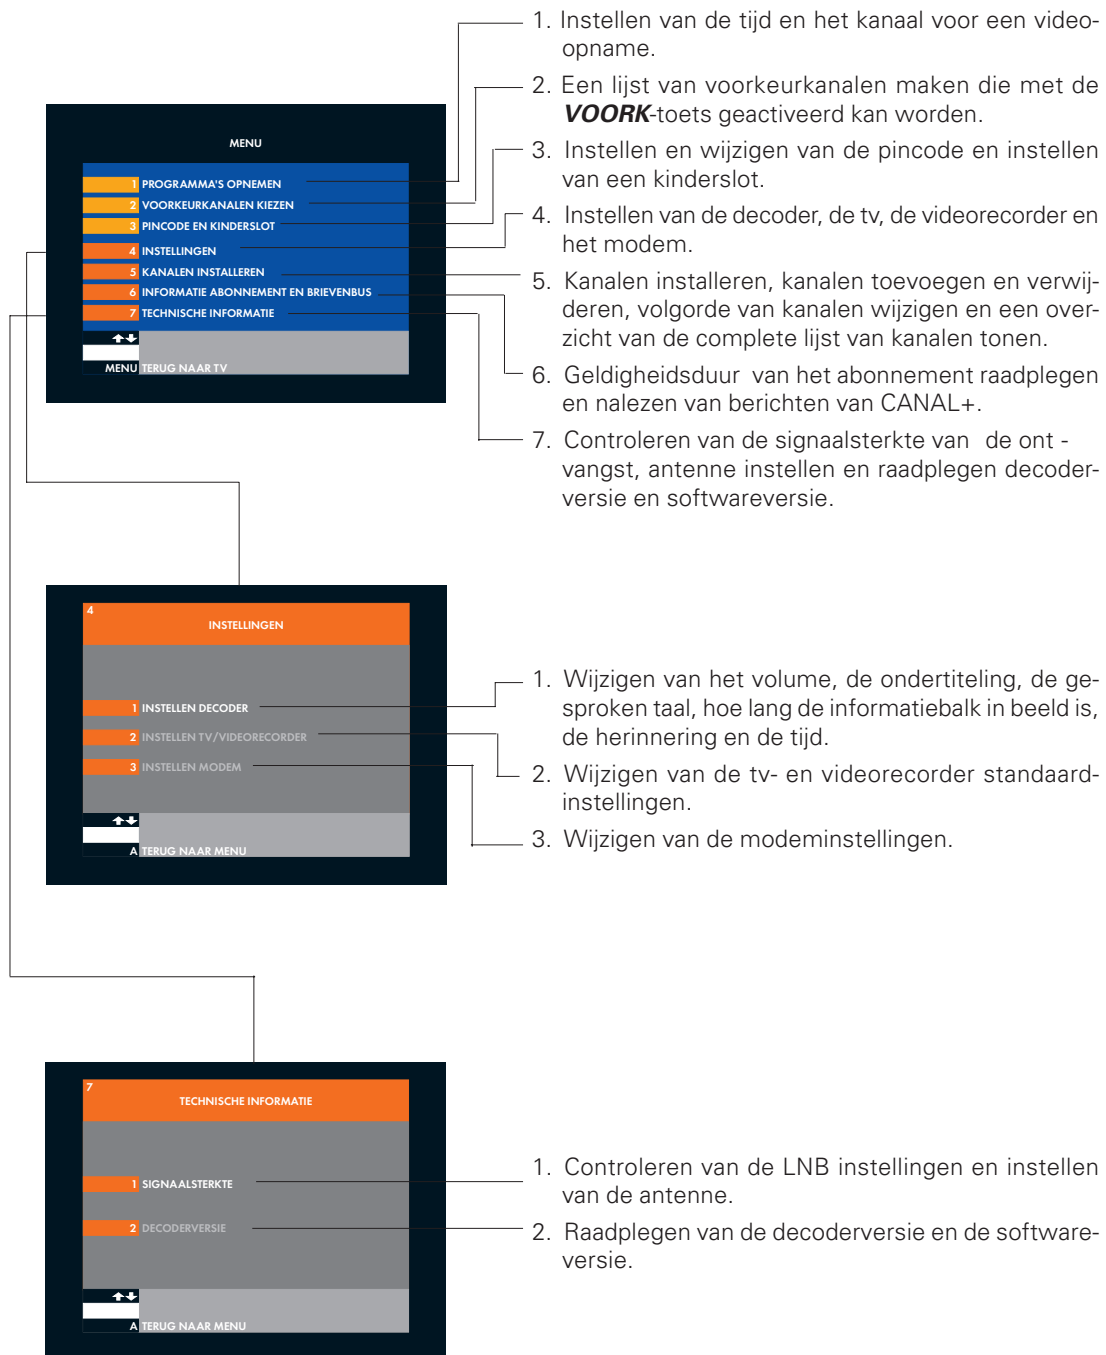 1. Instellen van de tijd en het kanaal voor een video-
opname.
2. Een lijst van voorkeurkanalen maken die met de
VOORK-toets geactiveerd kan worden.
3. Instellen en wijzigen van de pincode en instellen
van een kinderslot.
4. Instellen van de decoder, de tv, de videorecorder en
het modem.
5. Kanalen installeren, kanalen toevoegen en verwij-
deren, volgorde van kanalen wijzigen en een over-
zicht van de complete lijst van kanalen tonen.
6. Geldigheidsduur van het abonnement raadplegen
en nalezen van berichten van CANAL+.
7. Controleren van de signaalsterkte van de ont -
vangst, antenne instellen en raadplegen decoder-
versie en softwareversie.
MENU
1 PROGRAMMA'S OPNEMEN
2 VOORKEURKANALEN KIEZEN
3 PINCODE EN KINDERSLOT
4 INSTELLINGEN
5 KANALEN INSTALLEREN
6 INFORMATIE ABONNEMENT EN BRIEVENBUS
7 TECHNISCHE INFORMATIE
MENU TERUG NAAR TV
4
INSTELLINGEN
1 INSTELLEN DECODER
2 INSTELLEN TV/VIDEORECORDER
3 INSTELLEN MODEM
A TERUG NAAR MENU
1. Wijzigen van het volume, de ondertiteling, de ge-
sproken taal, hoe lang de informatiebalk in beeld is,
de herinnering en de tijd.
2. Wijzigen van de tv- en videorecorder standaard-
instellingen.
3. Wijzigen van de modeminstellingen.
7
TECHNISCHE INFORMATIE
1 SIGNAALSTERKTE
2 DECODERVERSIE
A TERUG NAAR MENU
1. Controleren van de LNB instellingen en instellen
van de antenne.
2. Raadplegen van de decoderversie en de software-
versie.